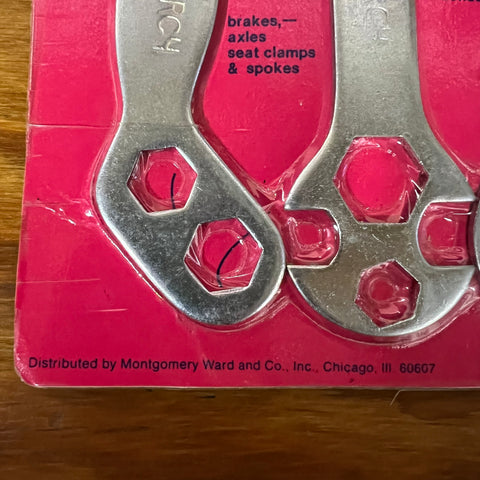 brakes,—
axles
seat clamps
& spokes
Distributed by Montgomery Ward and Co., Inc., Chicago, Ill. 60607